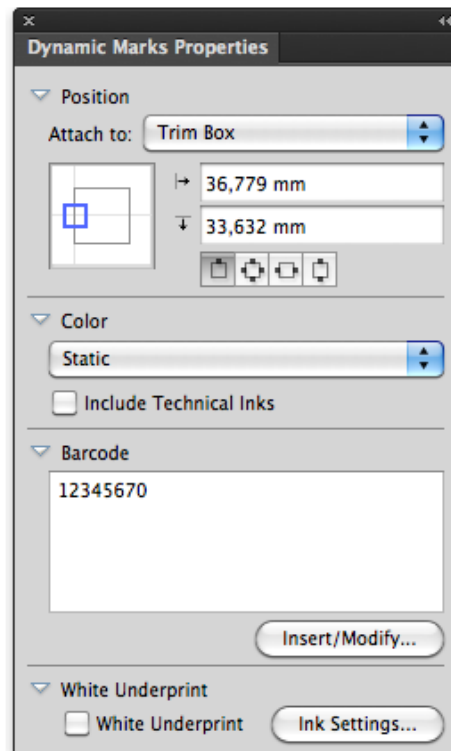 Dynamic Marks Properties
Position
Attach to: Trim Box
36,779 mm
33,632 mm
Color
Static
Include Technical Inks
Barcode
12345670
Insert/Modify...
White Underprint
White Underprint Ink Settings...